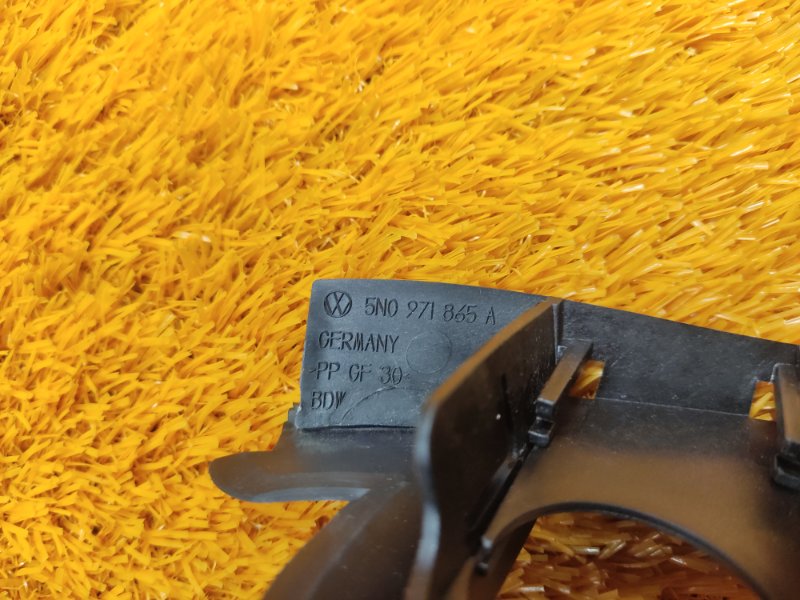 5N0 971 865 A
GERMANY
>PP GF 30<
BDW